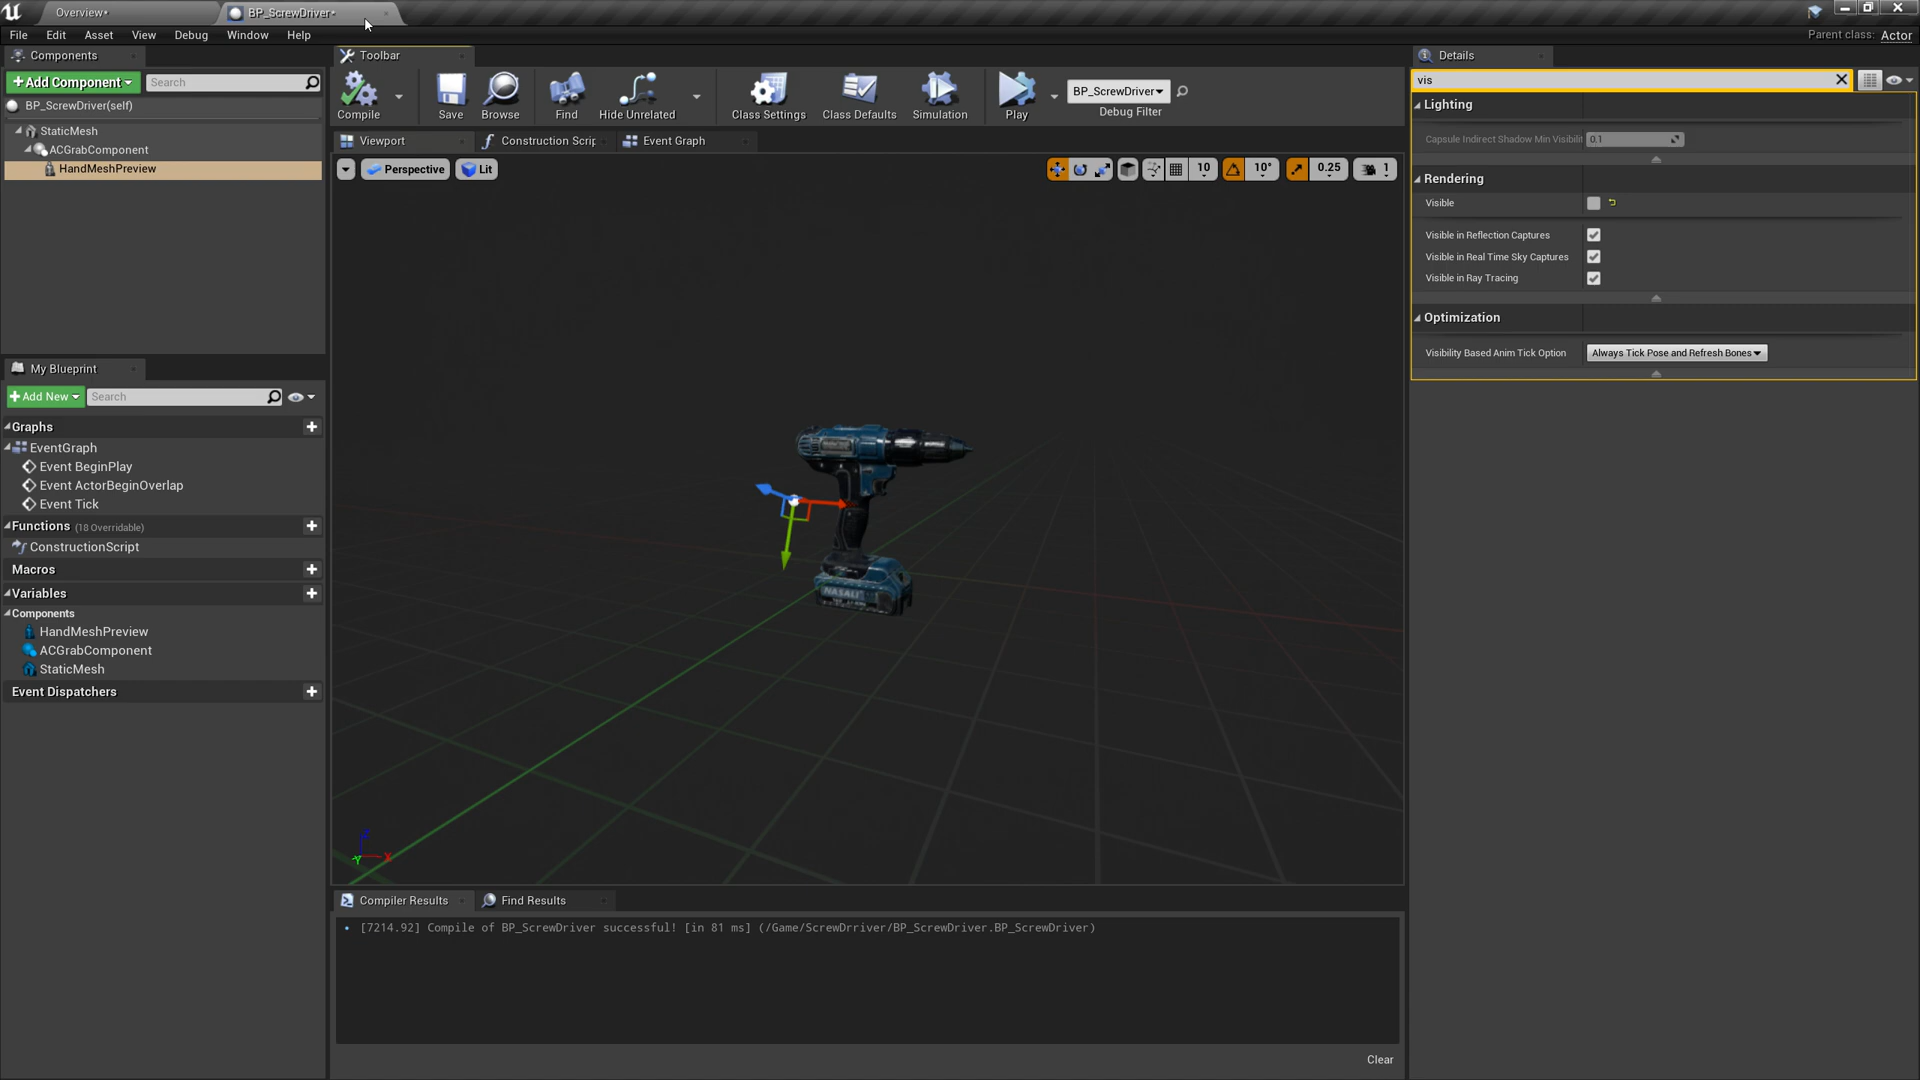 Overview•
BP_ScrewDriver•
File Edit Asset View Debug Window Help
Parent class: Actor
Components
Add Component
Search
BP_ScrewDriver(self)
StaticMesh
ACGrabComponent
HandMeshPreview
My Blueprint
Add New
Search
Graphs
EventGraph
Event BeginPlay
Event ActorBeginOverlap
Event Tick
Functions (18 Overridable)
ConstructionScript
Macros
Variables
Components
HandMeshPreview
ACGrabComponent
StaticMesh
Event Dispatchers
Toolbar
Compile
Save
Browse
Find
Hide Unrelated
Class Settings
Class Defaults
Simulation
Play
BP_ScrewDriver
Debug Filter
Viewport
Construction Scrip
Event Graph
Perspective
Lit
10
10°
0.25
1
NASALI
Z
Y
X
Compiler Results
Find Results
[7214.92] Compile of BP_ScrewDriver successful! [in 81 ms] (/Game/ScrewDrriver/BP_ScrewDriver.BP_ScrewDriver)
Clear
Details
vis
Lighting
Capsule Indirect Shadow Min Visibilit 0,1
Rendering
Visible
Visible in Reflection Captures
Visible in Real Time Sky Captures
Visible in Ray Tracing
Optimization
Visibility Based Anim Tick Option Always Tick Pose and Refresh Bones